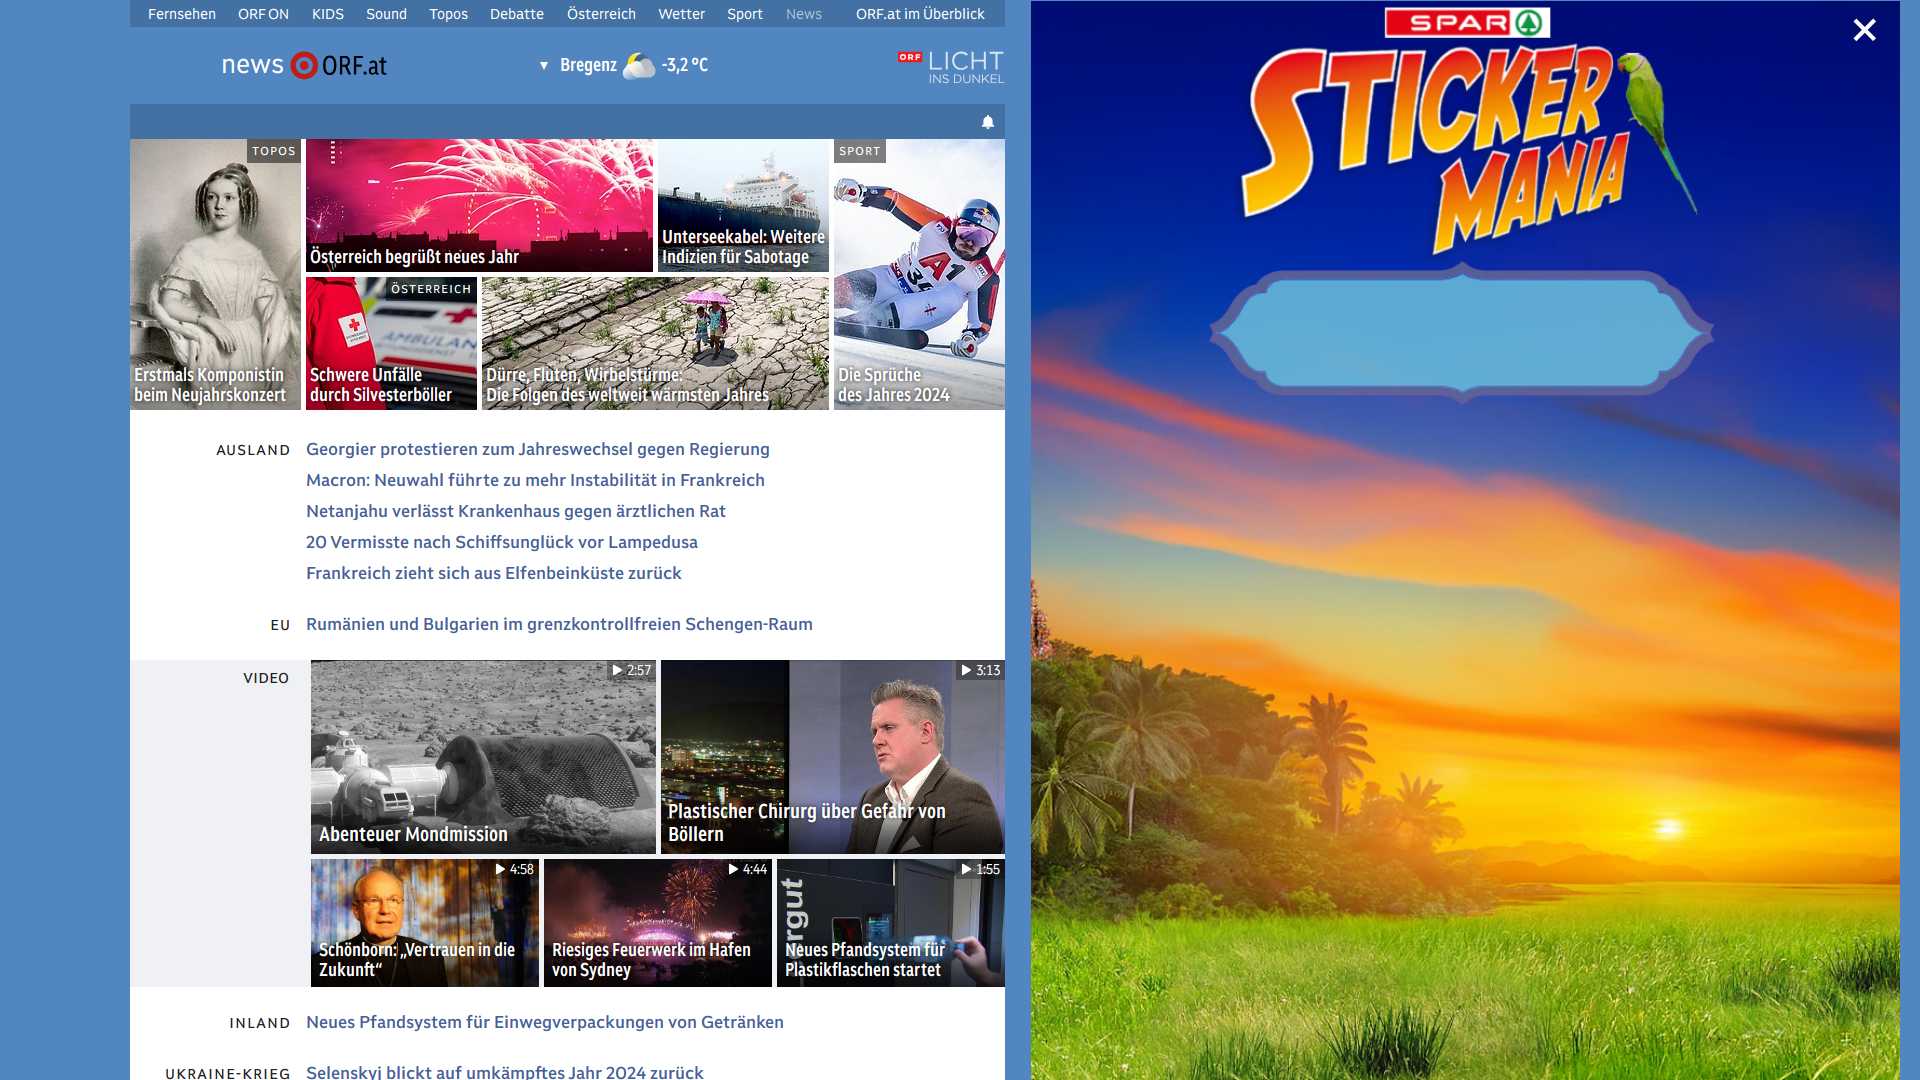 Fernsehen ORF ON KIDS Sound Topos Debatte Österreich Wetter Sport News ORF.at im Überblick
news ORF.at
Bregenz -3,2 °C
ORF LICHT
INS DUNKEL
TOPOS
Erstmals Komponistin
beim Neujahrskonzert
Österreich begrüßt neues Jahr
Unterseekabel: Weitere
Indizien für Sabotage
SPORT
Die Sprüche
des Jahres 2024
ÖSTERREICH
Schwere Unfälle
durch Silvesterböller
Dürre, Fluten, Wirbelstürme:
Die Folgen des weltweit wärmsten Jahres
AUSLAND
Georgier protestieren zum Jahreswechsel gegen Regierung
Macron: Neuwahl führte zu mehr Instabilität in Frankreich
Netanjahu verlässt Krankenhaus gegen ärztlichen Rat
20 Vermisste nach Schiffsunglück vor Lampedusa
Frankreich zieht sich aus Elfenbeinküste zurück
EU
Rumänien und Bulgarien im grenzkontrollfreien Schengen-Raum
VIDEO
2:57
Abenteuer Mondmission
3:13
Plastischer Chirurg über Gefahr von
Böllern
4:58
Schönborn: „Vertrauen in die
Zukunft“
4:44
Riesiges Feuerwerk im Hafen
von Sydney
1:55
Neues Pfandsystem für
Plastikflaschen startet
INLAND
Neues Pfandsystem für Einwegverpackungen von Getränken
UKRAINE-KRIEG
Selenskyj blickt auf umkämpftes Jahr 2024 zurück
SPAR
STICKER
MANIA